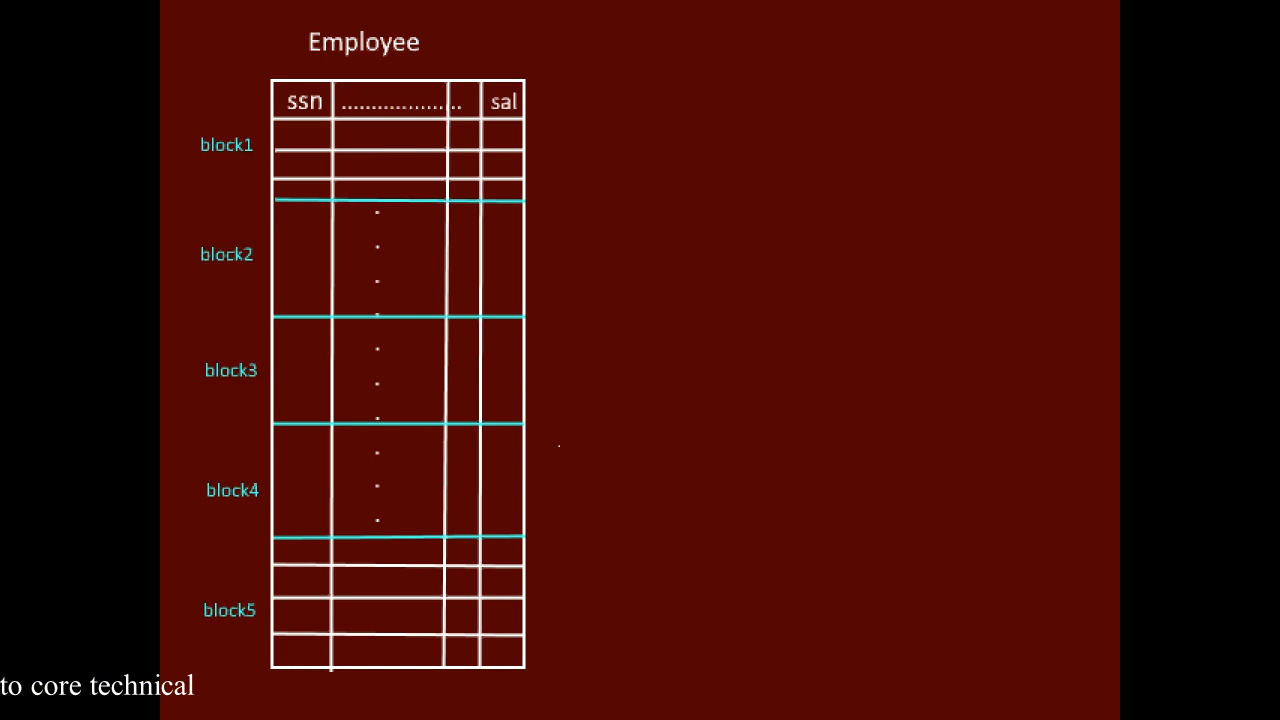 Employee
ssn ..................... sal
block1
block2
block3
block4
block5
to core technical